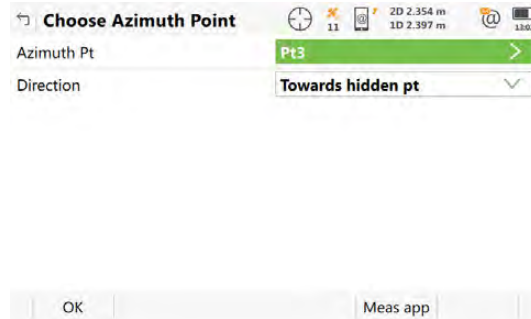 Choose Azimuth Point
11
@
2D 2.354 m
1D 2.397 m
@
Azimuth Pt
Pt3
Direction
Towards hidden pt
OK
Meas app